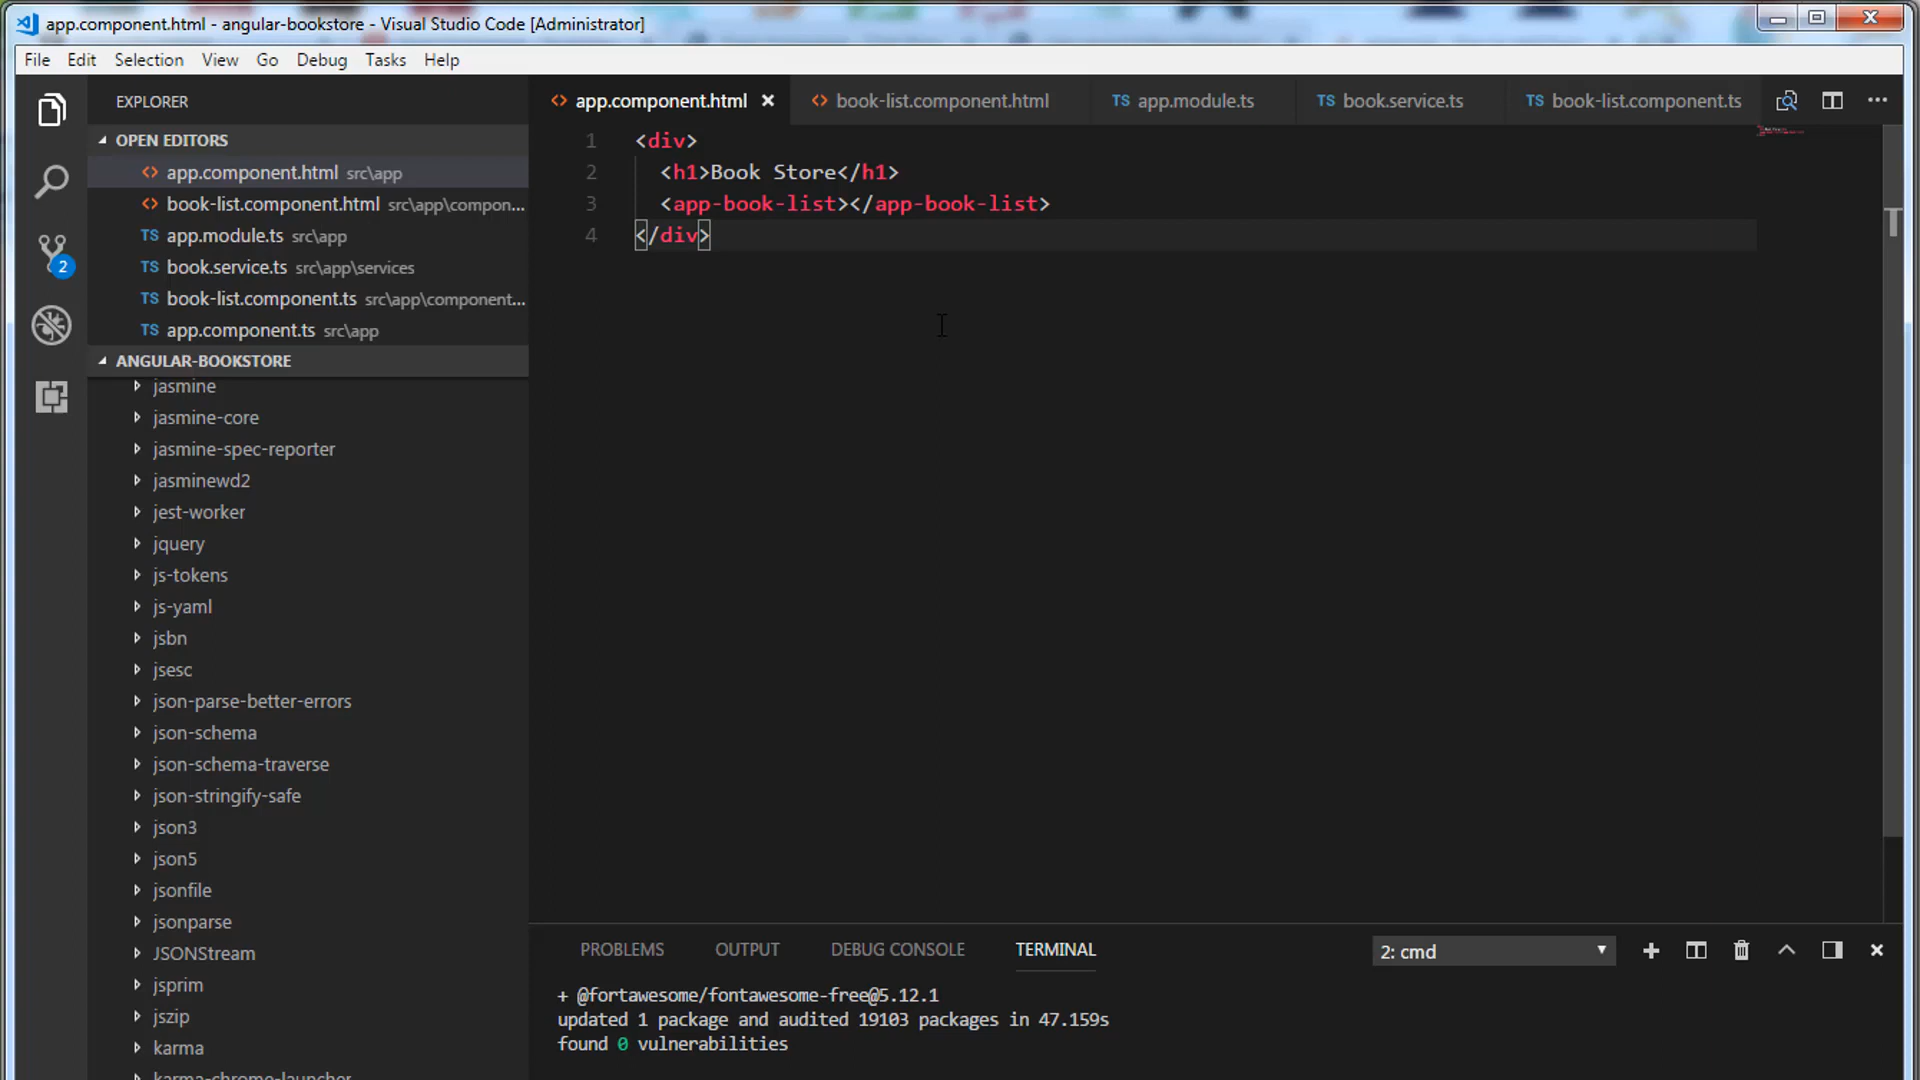 app.component.html - angular-bookstore - Visual Studio Code [Administrator]
File Edit Selection View Go Debug Tasks Help
EXPLORER
OPEN EDITORS
app.component.html src\app
book-list.component.html src\app\compon...
TS app.module.ts src\app
TS book.service.ts src\app\services
TS book-list.component.ts src\app\component...
TS app.component.ts src\app
2
ANGULAR-BOOKSTORE
jasmine
jasmine-core
jasmine-spec-reporter
jasminewd2
jest-worker
jquery
js-tokens
js-yaml
jsbn
jsesc
json-parse-better-errors
json-schema
json-schema-traverse
json-stringify-safe
json3
json5
jsonfile
jsonparse
JSONStream
jsprim
jszip
karma
karma-chrome-launcher
app.component.html book-list.component.html TS app.module.ts TS book.service.ts TS book-list.component.ts
1 <div>
2 <h1>Book Store</h1>
3 <app-book-list></app-book-list>
4 </div>
PROBLEMS OUTPUT DEBUG CONSOLE TERMINAL 2: cmd
+ @fortawesome/fontawesome-free@5.12.1
updated 1 package and audited 19103 packages in 47.159s
found 0 vulnerabilities